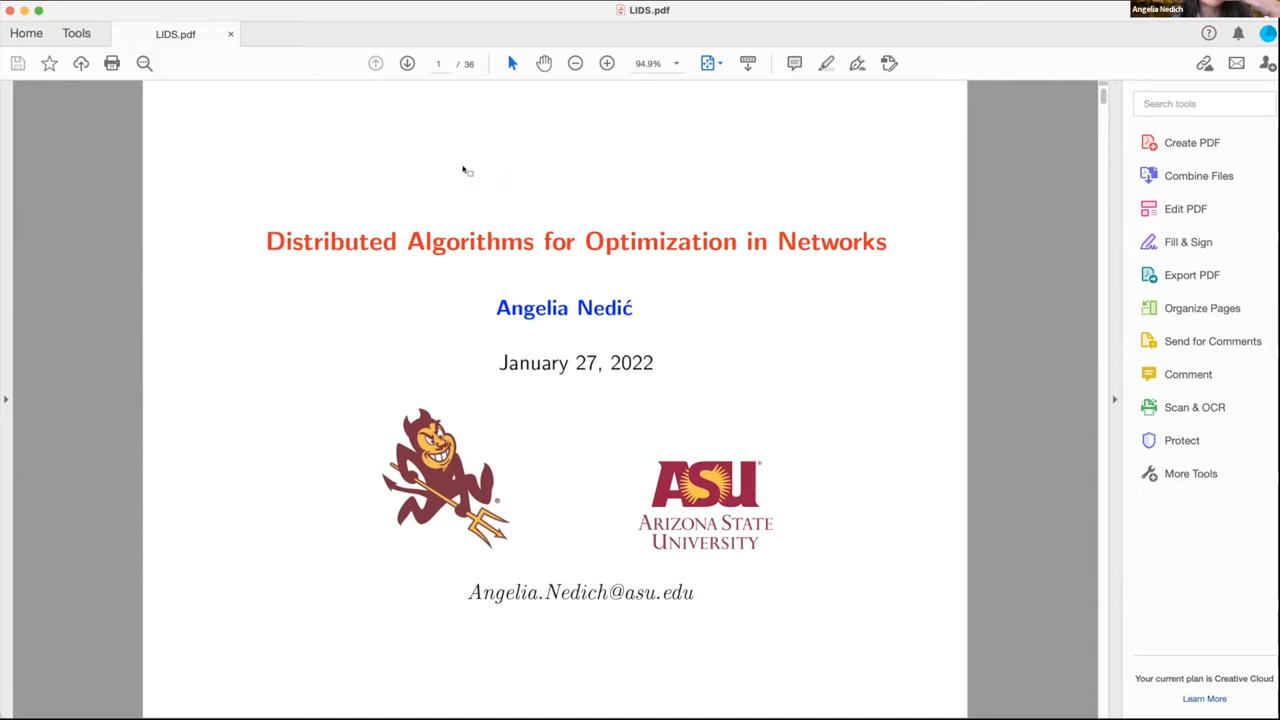 LIDS.pdf
Angelia Nedich
Home
Tools
LIDS.pdf
1 / 36
94.9%
Search tools
Distributed Algorithms for Optimization in Networks
Angelia Nedić
January 27, 2022
ASU
ARIZONA STATE
UNIVERSITY
Angelia.Nedich@asu.edu
Create PDF
Combine Files
Edit PDF
Fill & Sign
Export PDF
Organize Pages
Send for Comments
Comment
Scan & OCR
Protect
More Tools
Your current plan is Creative Cloud
Learn More